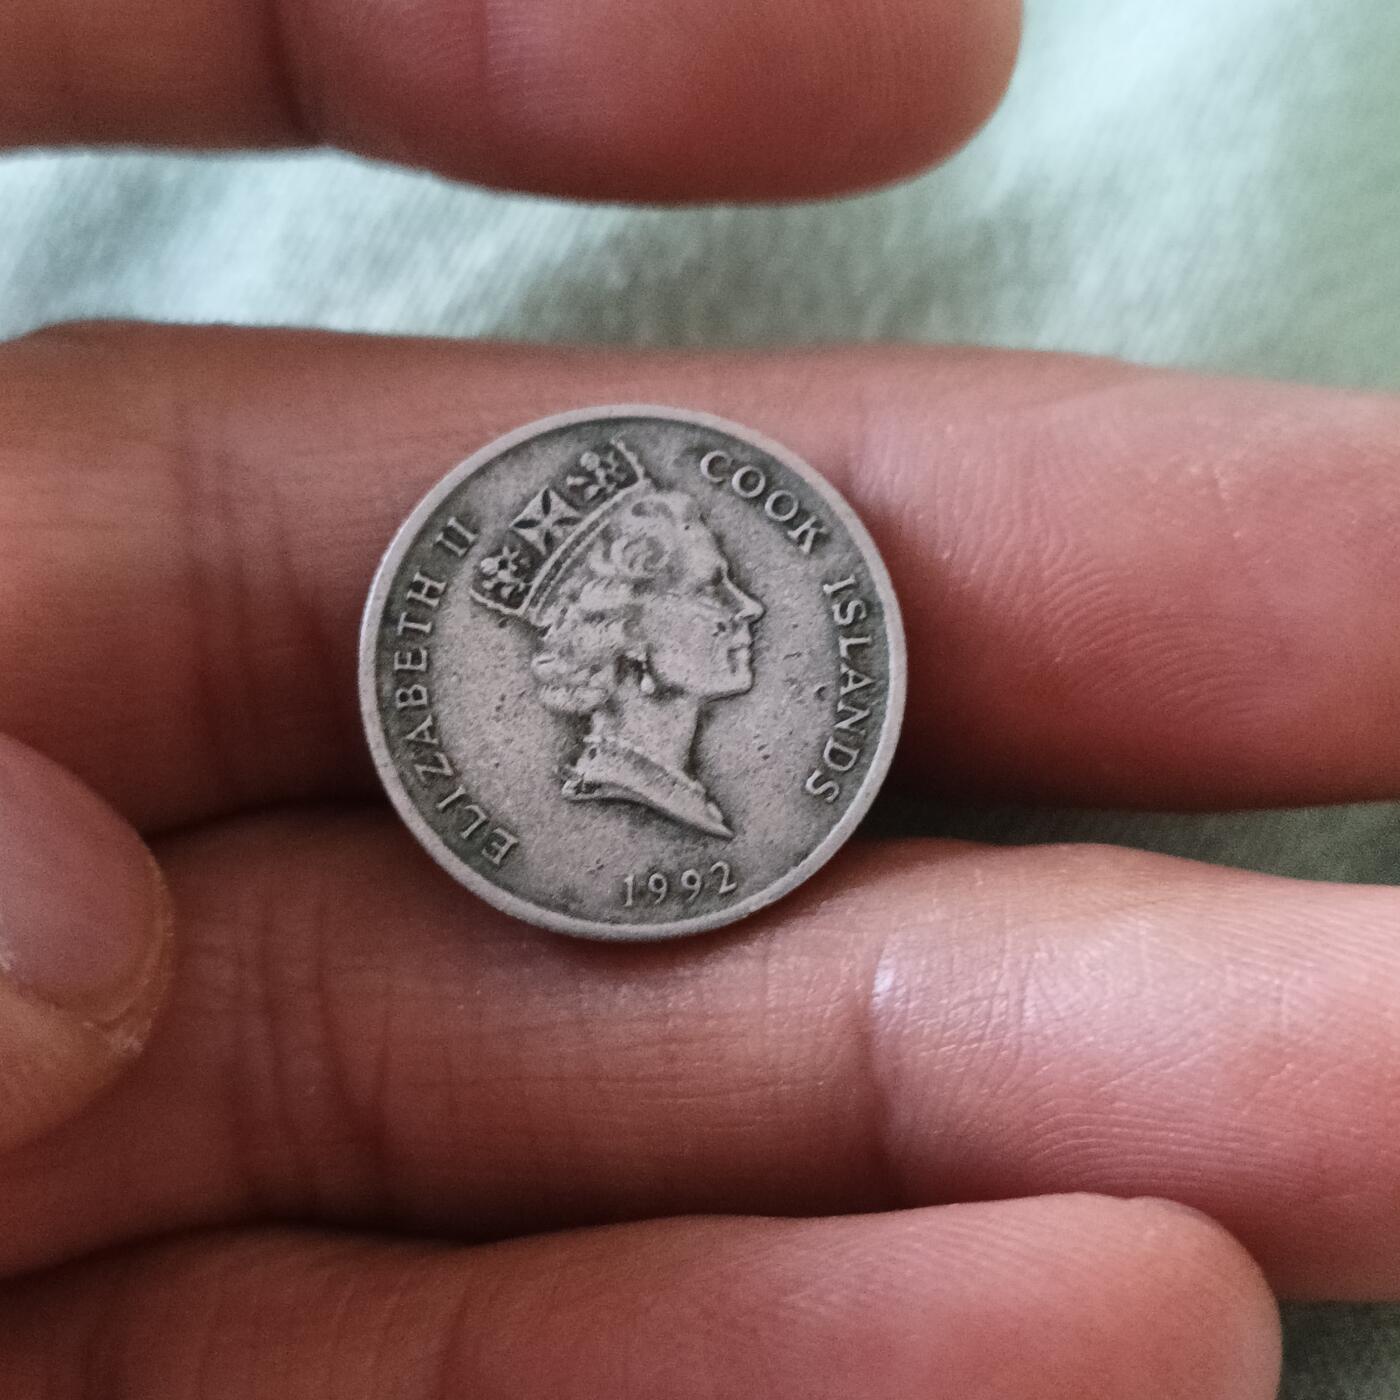 ELIZABETH II
COOK ISLANDS
1992